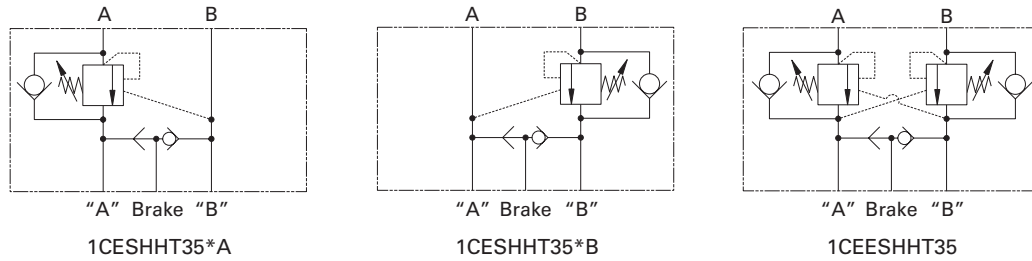 A B
A B
A B
“A” Brake “B”
“A” Brake “B”
“A” Brake “B”
1CESHHT35*A
1CESHHT35*B
1CEESHHT35